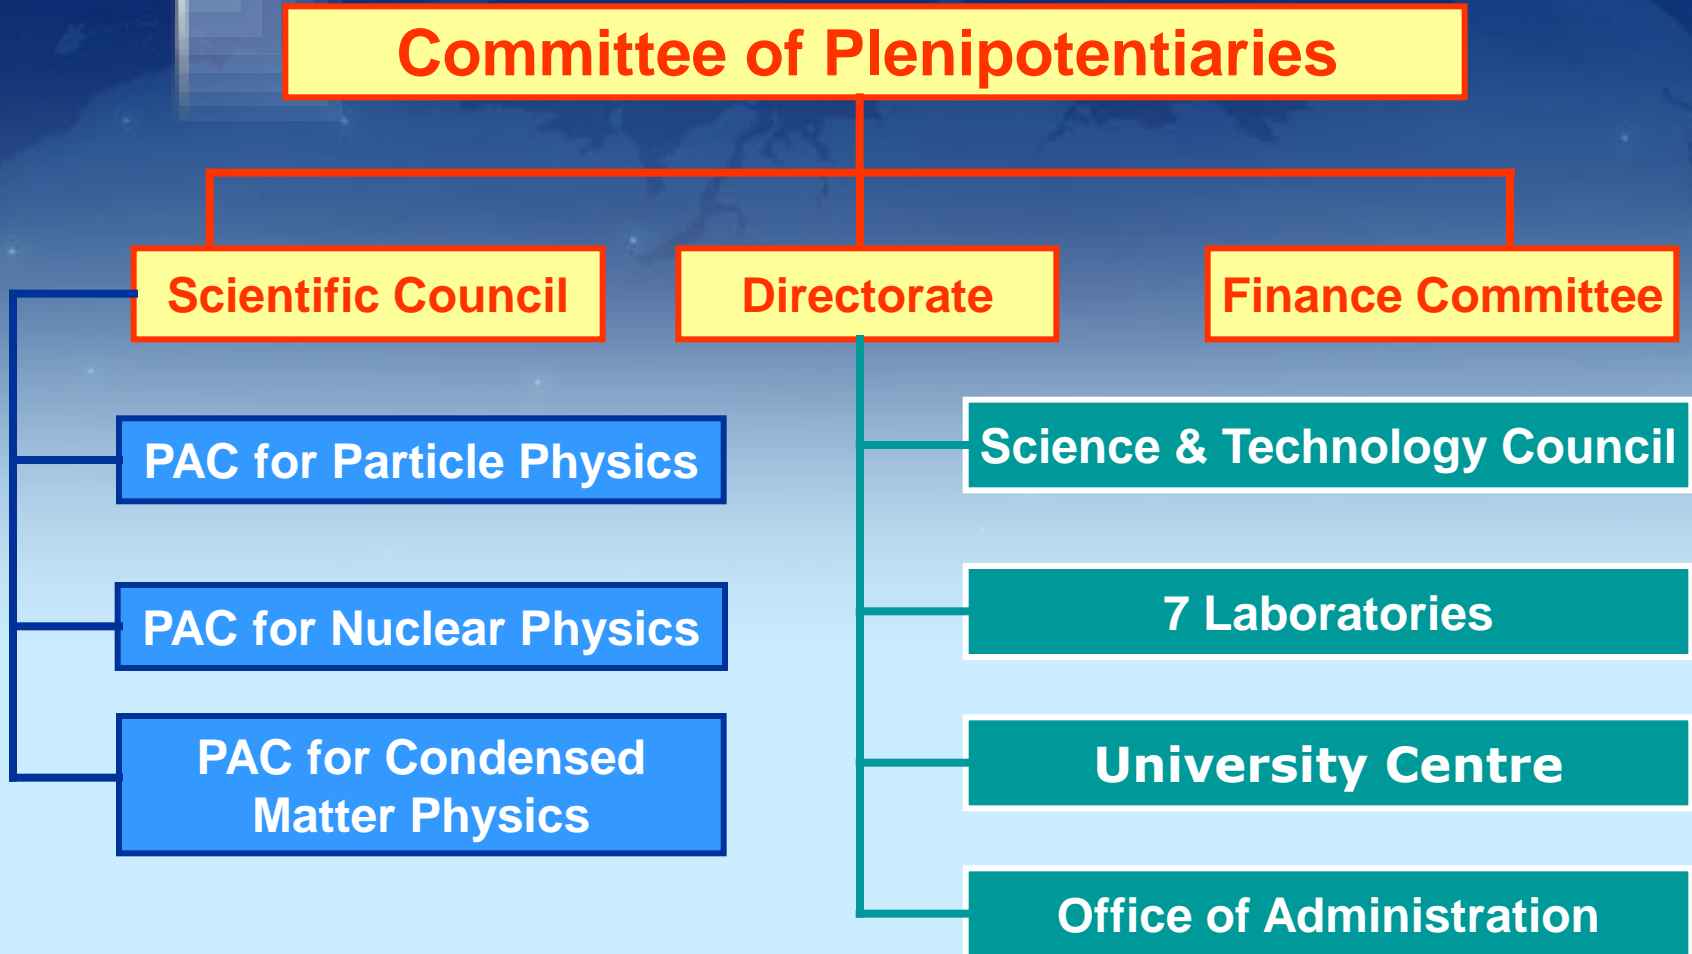 Committee of Plenipotentiaries
Scientific Council
Directorate
Finance Committee
PAC for Particle Physics
PAC for Nuclear Physics
PAC for Condensed
Matter Physics
Science & Technology Council
7 Laboratories
University Centre
Office of Administration